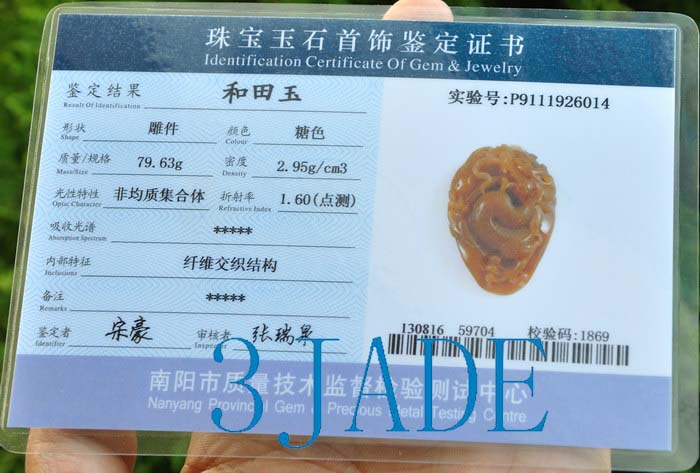 珠宝玉石首饰鉴定证书
Identification Certificate Of Gem & Jewelry
鉴定结果 和田玉
Result Of Identification
实验号:P9111926014
形状 雕件 颜色 糖色
Shape Colour
质量/规格 79.63g 密度 2.95g/cm3
Mass/Size Density
光性特性 非均质集合体 折射率 1.60(点测)
Optic Character Refractive Index
吸收光谱 *****
Absorption Spectrum
内部特征 纤维交织结构
Inclusions
备注 *****
Remarks
鉴定者 宋豪 审核者 张瑞
Identifier Inspector
130816 59704 校验码:1869
3 JADE
南阳市质量技术监督检验测试中心
Nanyang Provincial Gem & Precious Metal Testing Centre